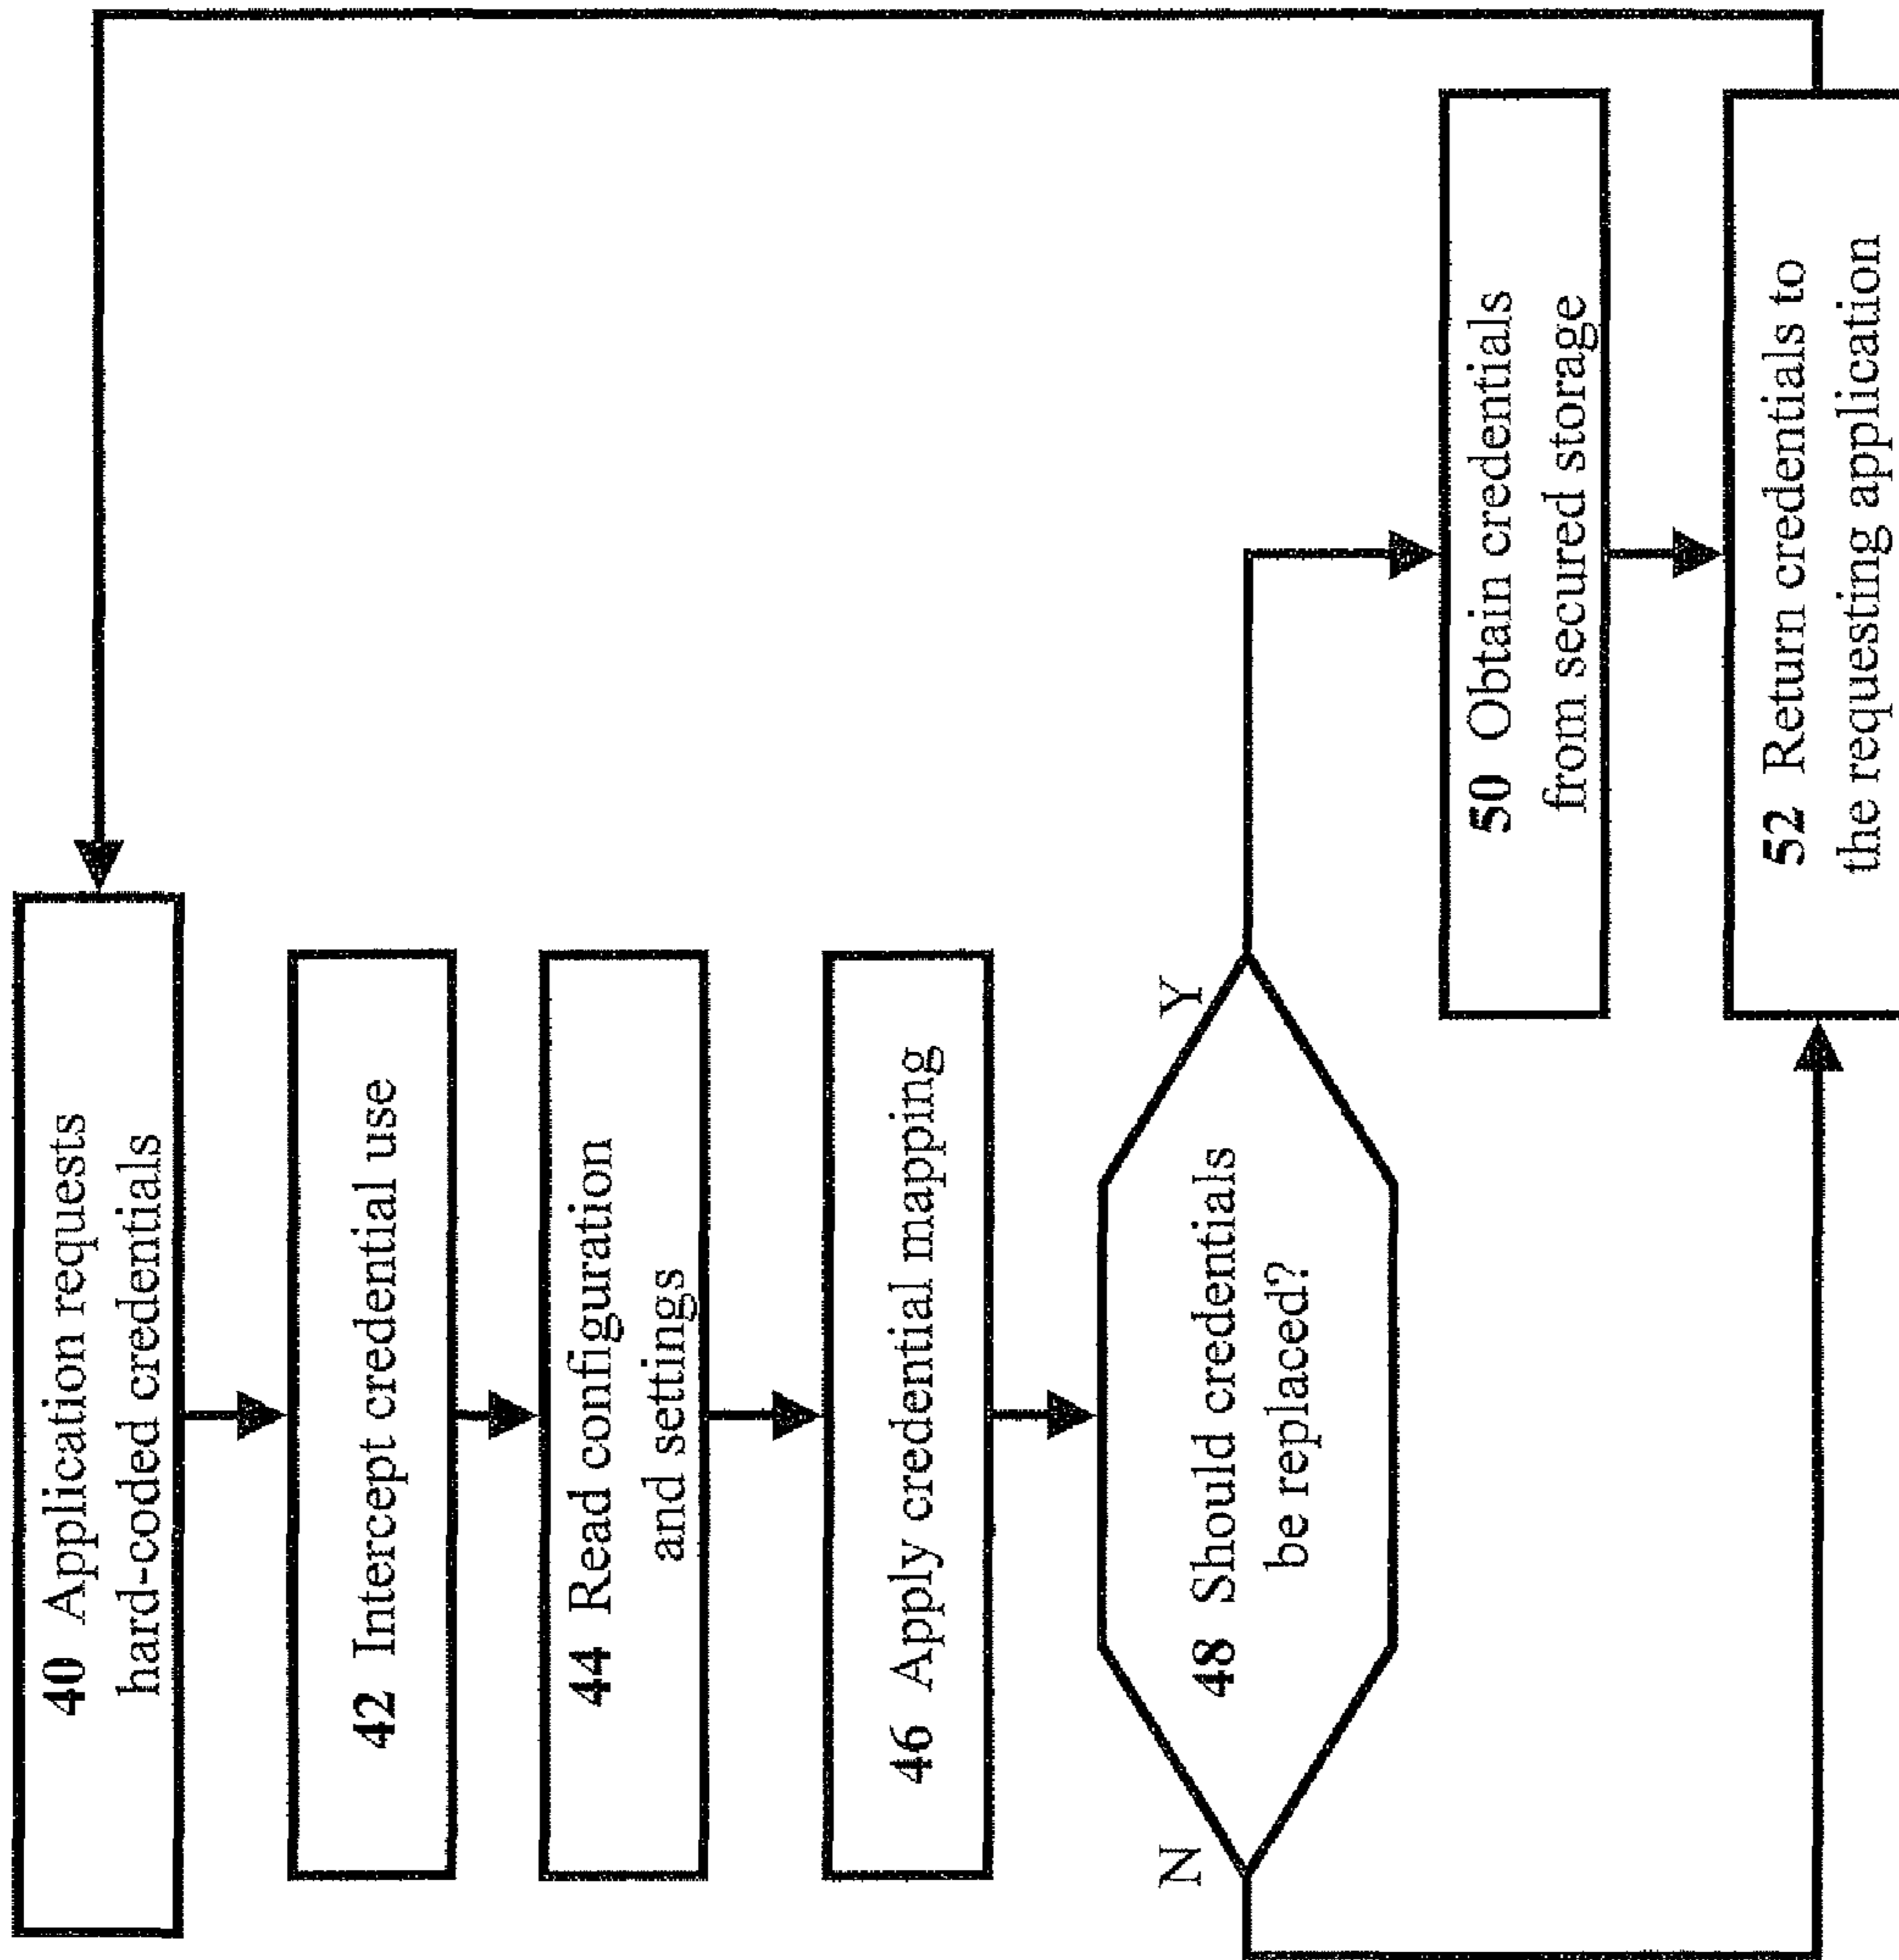 40 Application requests
hard-coded credentials
42 Intercept credential use
44 Read configuration
and settings
46 Apply credential mapping
48 Should credentials
be replaced?
N
Y
50 Obtain credentials
from secured storage
52 Return credentials to
the requesting application